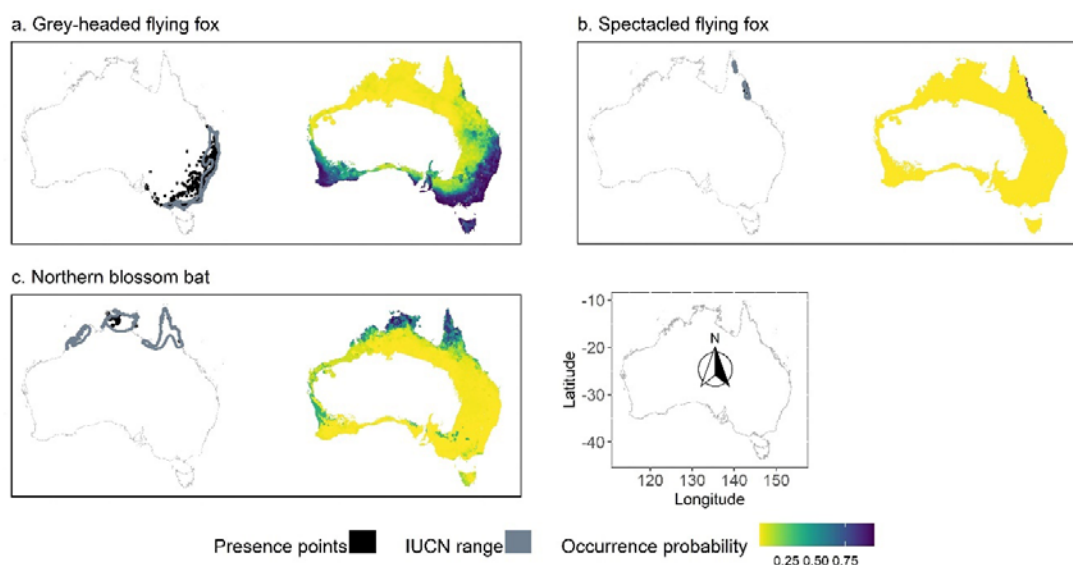 a. Grey-headed flying fox
b. Spectacled flying fox
c. Northern blossom bat
-10
-20
-30
-40
Latitude
N
120 130 140 150
Longitude
Presence points
IUCN range
Occurrence probability
0.25 0.50 0.75